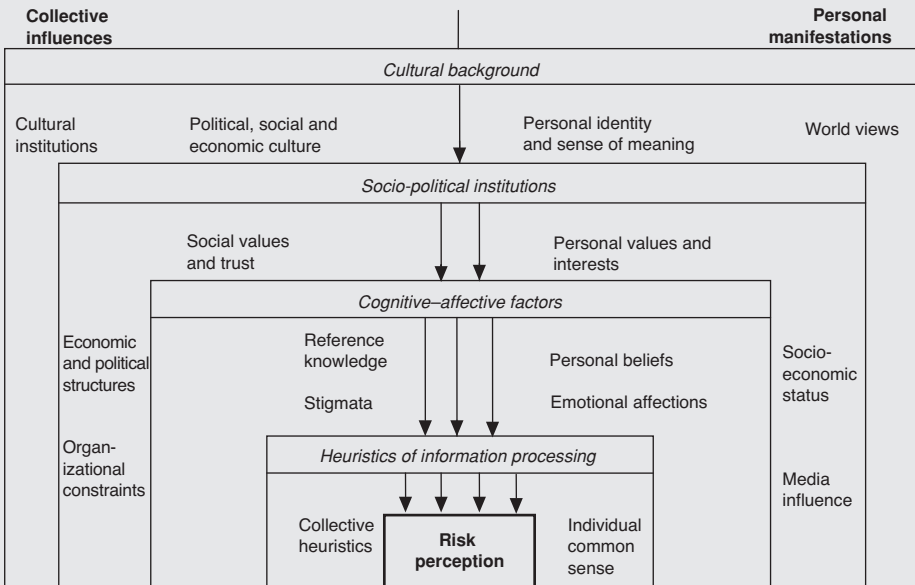 Collective
influences
Personal
manifestations
Cultural background
Cultural
institutions
Political, social and
economic culture
Personal identity
and sense of meaning
World views
Socio-political institutions
Social values
and trust
Personal values and
interests
Cognitive–affective factors
Economic
and political
structures
Reference
knowledge
Personal beliefs
Socio-
economic
status
Stigmata
Emotional affections
Heuristics of information processing
Organ-
izational
constraints
Media
influence
Collective
heuristics
Risk
perception
Individual
common
sense